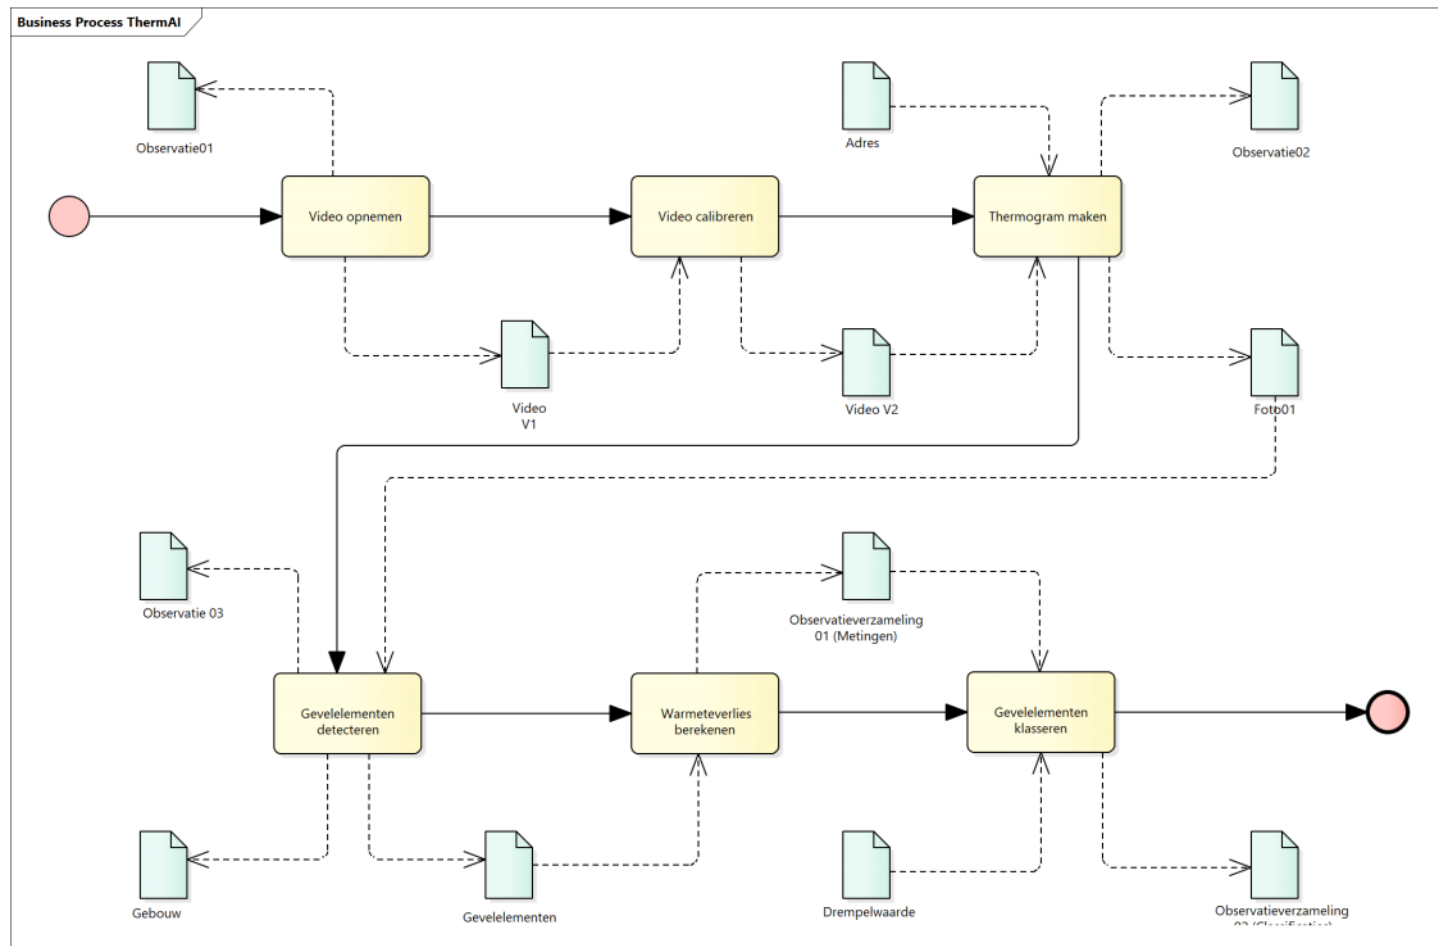 Business Process ThermAI
Observatie01
Adres
Observatie02
Video opnemen
Video calibreren
Thermogram maken
Video
V1
Video V2
Foto01
Observatie 03
Observatieverzameling
01 (Metingen)
Gevelelementen
detecteren
Warmeteverlies
berekenen
Gevelelementen
klasseren
Gebouw
Gevelelementen
Drempelwaarde
Observatieverzameling